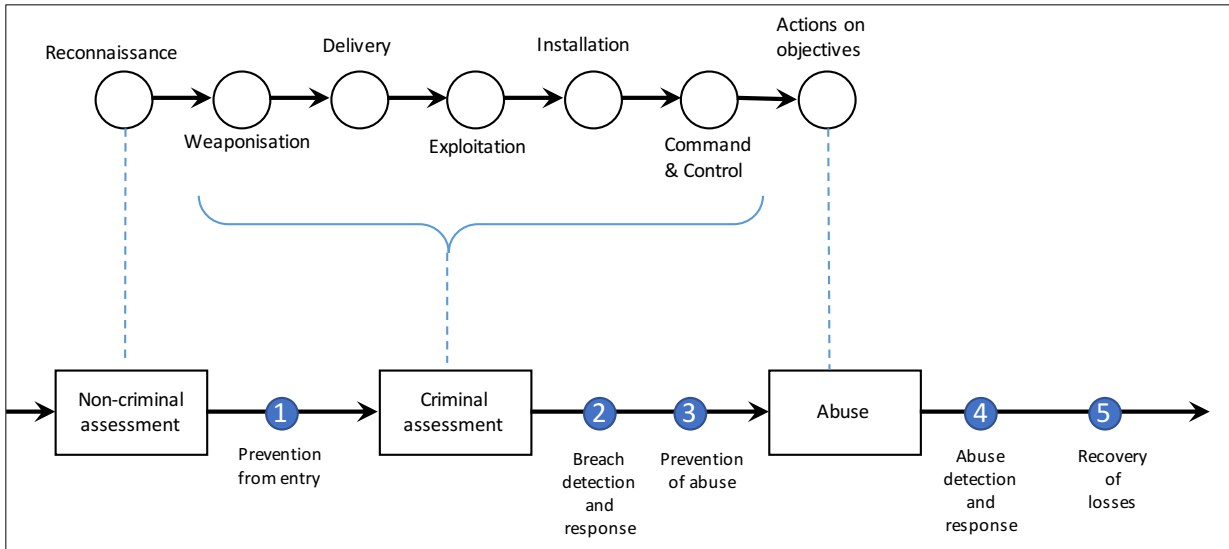 Reconnaissance
Delivery
Installation
Actions on
objectives
Weaponisation
Exploitation
Command
& Control
Non-criminal
assessment
1
Prevention
from entry
Criminal
assessment
2
Breach
detection
and
response
3
Prevention
of abuse
Abuse
4
Abuse
detection
and
response
5
Recovery
of
losses